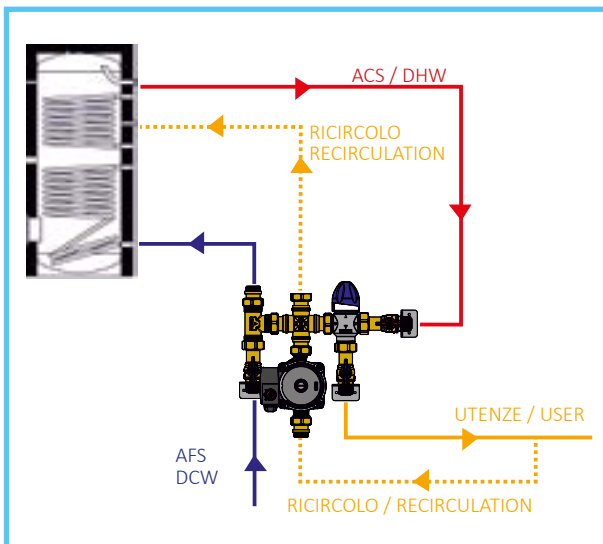 ACS / DHW
RICIRCOLO
RECIRCULATION
UTENZE / USER
AFS
DCW
RICIRCOLO / RECIRCULATION